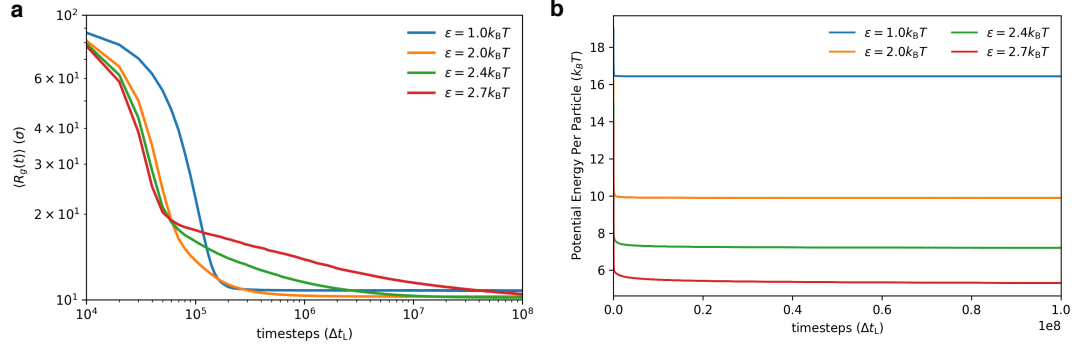 a
10²
6 × 10¹
4 × 10¹
3 × 10¹
2 × 10¹
10¹
⟨R_g(t)⟩ (σ)
ε = 1.0k_BT
ε = 2.0k_BT
ε = 2.4k_BT
ε = 2.7k_BT
10⁴
10⁵
10⁶
10⁷
10⁸
timesteps (Δt_L)
b
18
16
14
12
10
8
6
Potential Energy Per Particle (k_BT)
ε = 1.0k_BT
ε = 2.0k_BT
ε = 2.4k_BT
ε = 2.7k_BT
0.0
0.2
0.4
0.6
0.8
1.0
1e8
timesteps (Δt_L)